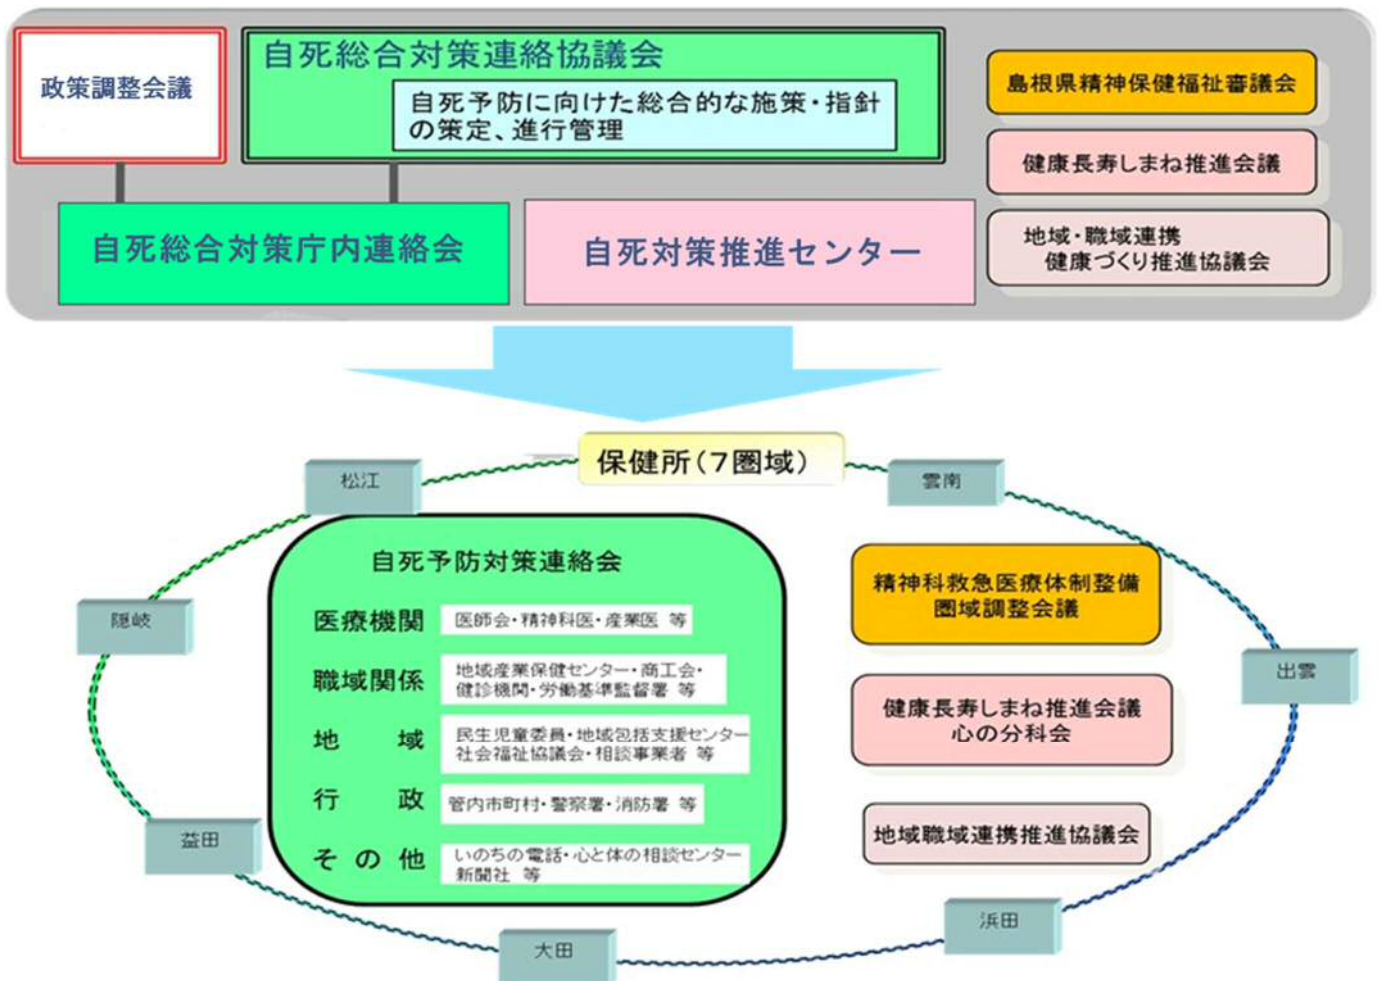 政策調整会議
自死総合対策連絡協議会
自死予防に向けた総合的な施策・指針
の策定、進行管理
島根県精神保健福祉審議会
健康長寿しまね推進会議
地域・職域連携
健康づくり推進協議会
自死総合対策庁内連絡会
自死対策推進センター
保健所(7圏域)
松江
雲南
隠岐
出雲
益田
浜田
大田
自死予防対策連絡会
医療機関
医師会・精神科医・産業医 等
職域関係
地域産業保健センター・商工会・
健診機関・労働基準監督署 等
地 域
民生児童委員・地域包括支援センター
社会福祉協議会・相談事業者 等
行 政
管内市町村・警察署・消防署 等
その他
いのちの電話・心と体の相談センター
新聞社 等
精神科救急医療体制整備
圏域調整会議
健康長寿しまね推進会議
心の分科会
地域職域連携推進協議会